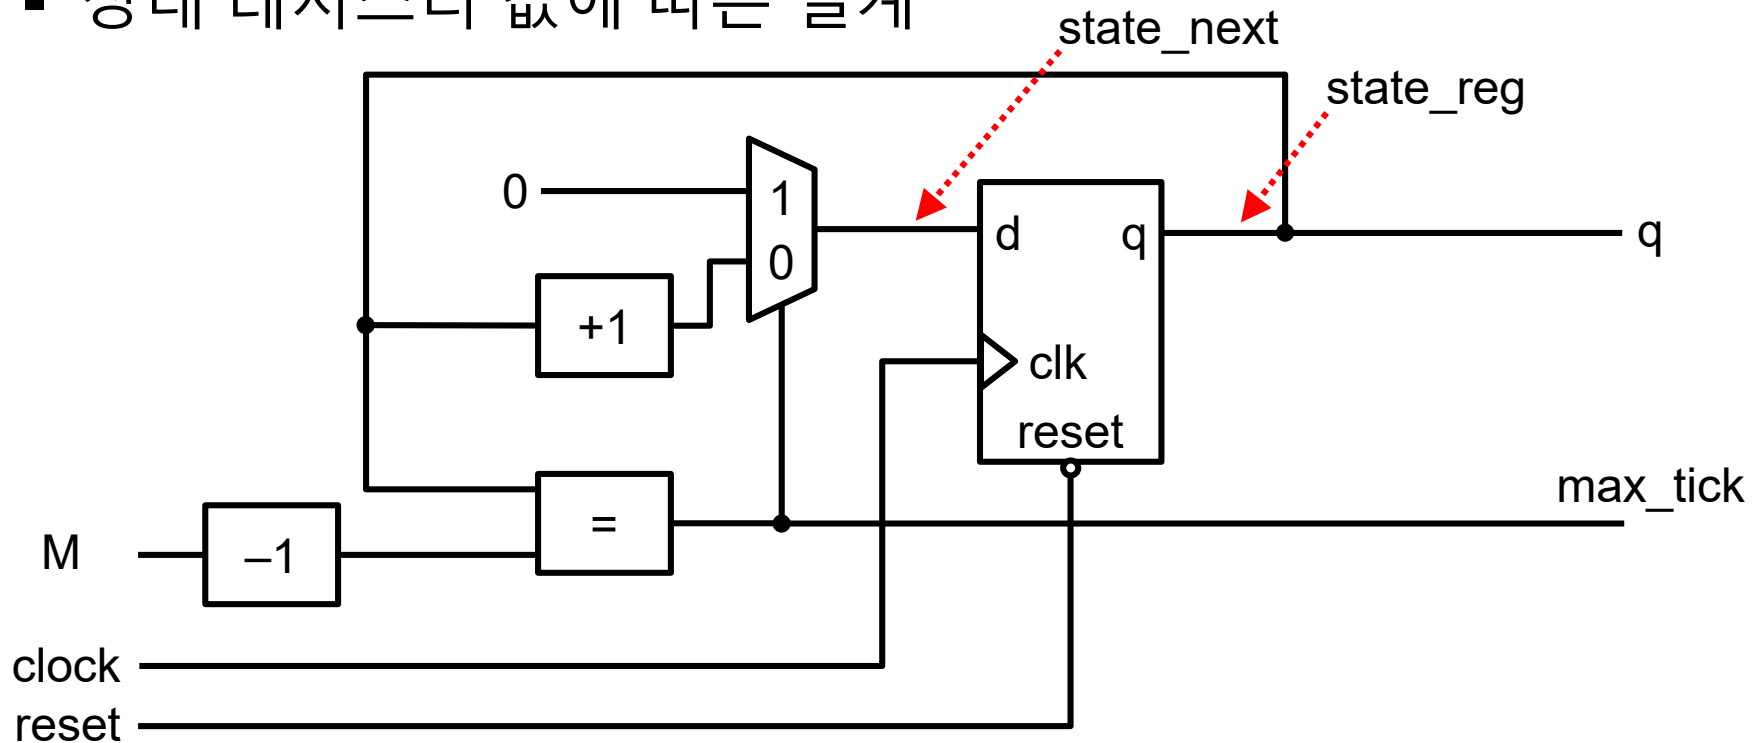 state_next
state_reg
0
1
0
+1
d
q
q
clk
reset
=
max_tick
M
–1
clock
reset